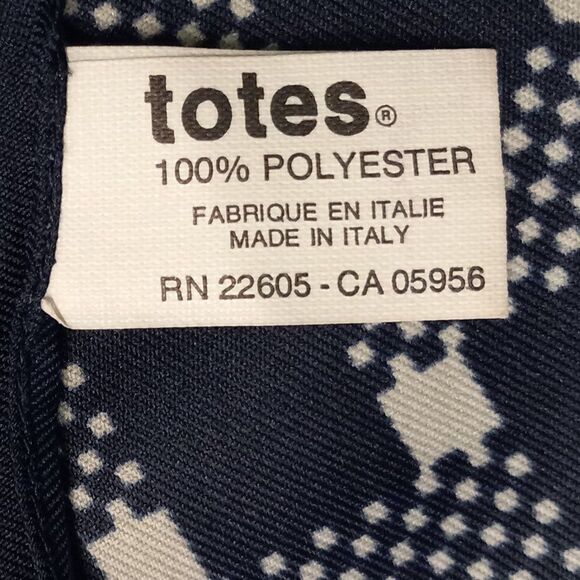 totes®
100% POLYESTER
FABRIQUE EN ITALIE
MADE IN ITALY
RN 22605 - CA 05956